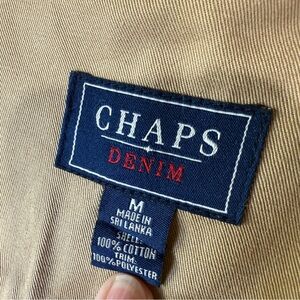 CHAPS
DENIM
M
MADE IN
SRI LANKA
SHELL:
100% COTTON
TRIM:
100% POLYESTER